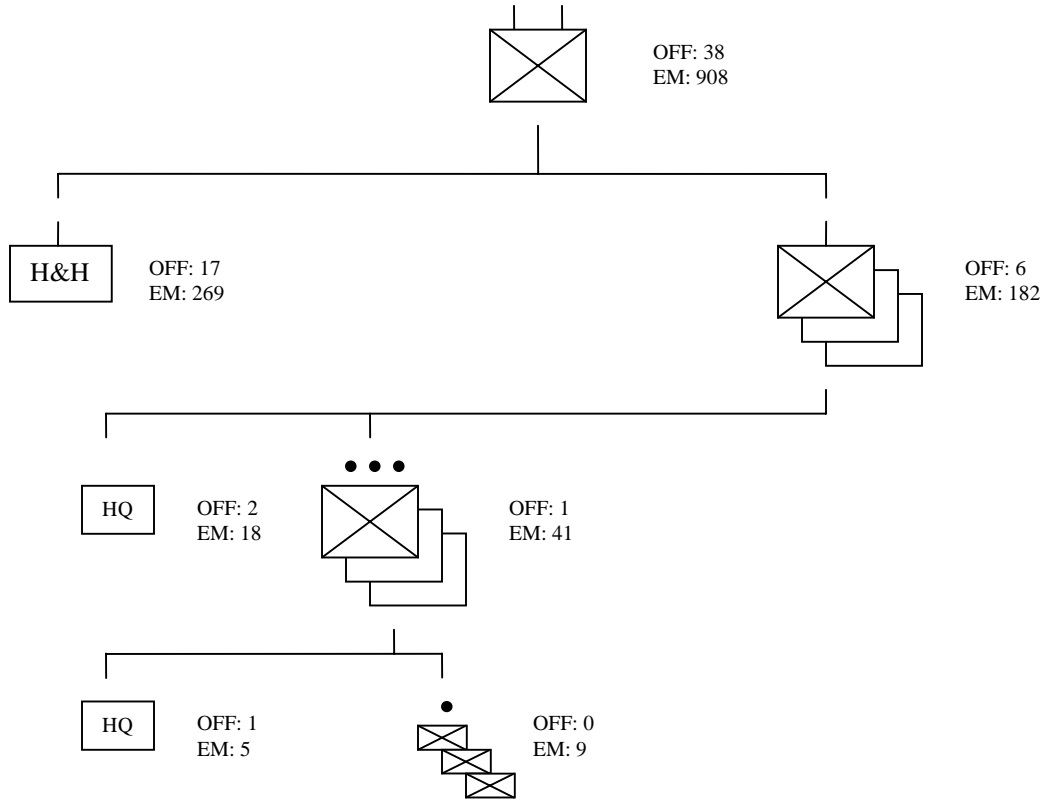 OFF: 38
EM: 908
H&H
OFF: 17
EM: 269
OFF: 6
EM: 182
HQ
OFF: 2
EM: 18
OFF: 1
EM: 41
HQ
OFF: 1
EM: 5
OFF: 0
EM: 9